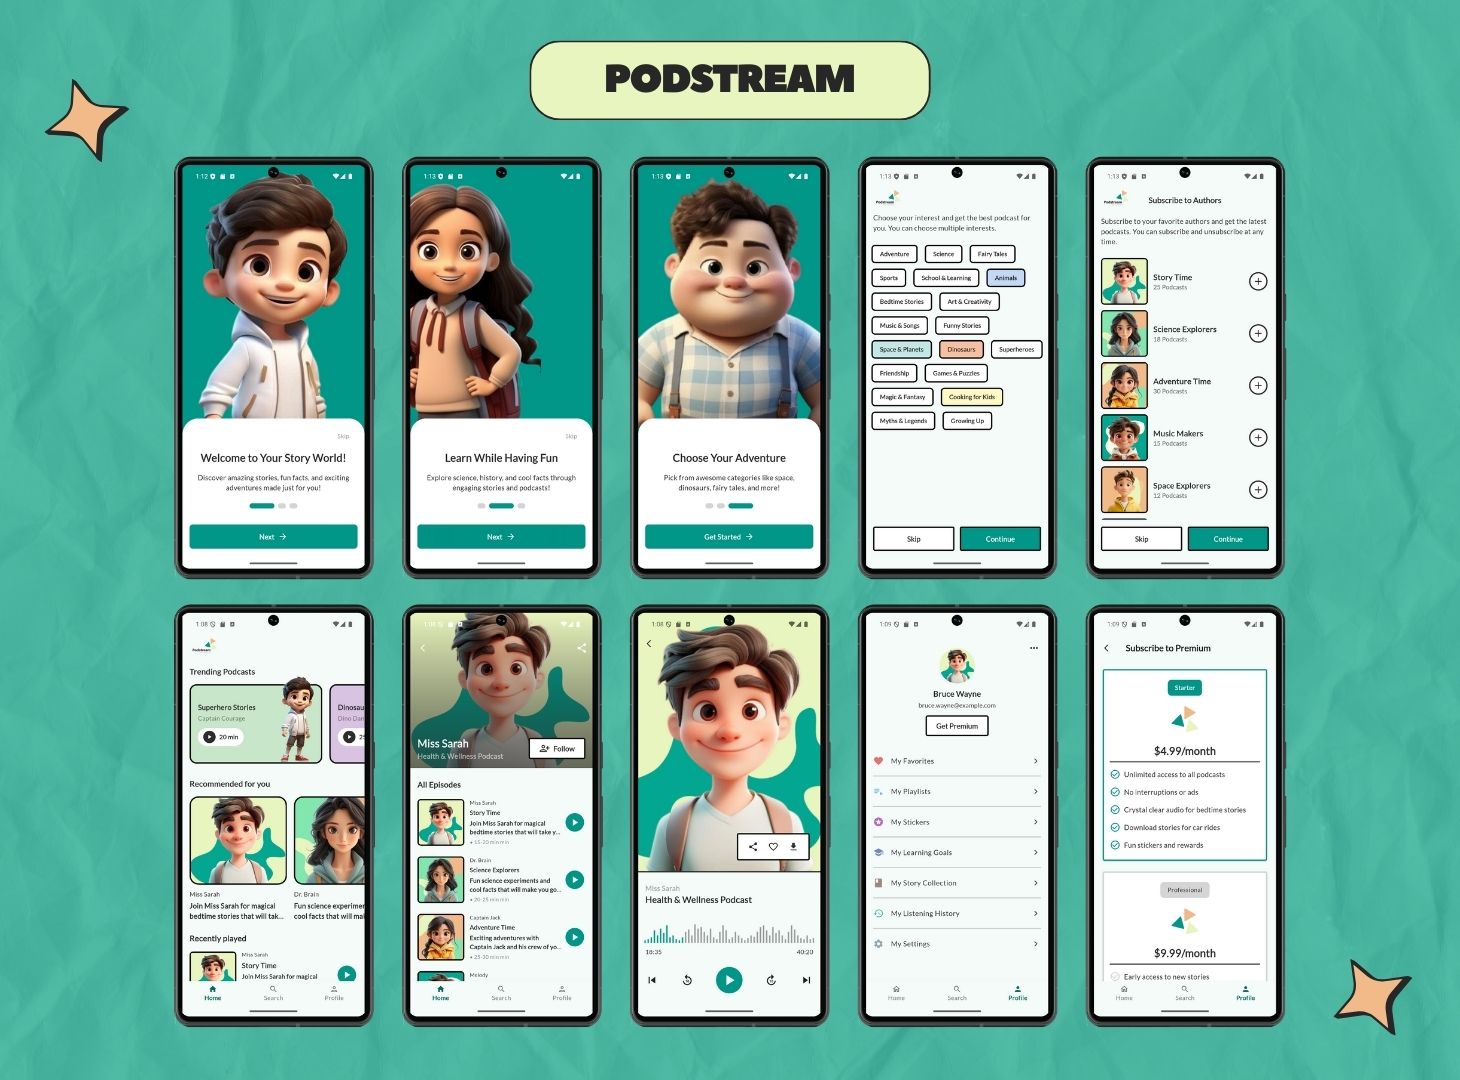 PODSTREAM
1:12
Skip
Welcome to Your Story World!
Discover amazing stories, fun facts, and exciting
adventures made just for you!
Next
1:13
Skip
Learn While Having Fun
Explore science, history, and cool facts through
engaging stories and podcasts!
Next
1:13
Choose Your Adventure
Pick from awesome categories like space,
dinosaurs, fairy tales, and more!
Get Started
1:13
Podstream
Choose your interest and get the best podcast for
you. You can choose multiple interests.
Adventure Science Fairy Tales
Sports School & Learning Animals
Bedtime Stories Art & Creativity
Music & Songs Funny Stories
Space & Planets Dinosaurs Superheroes
Friendship Games & Puzzles
Magic & Fantasy Cooking for Kids
Myths & Legends Growing Up
Skip Continue
1:13
Podstream
Subscribe to Authors
Subscribe to your favorite authors and get the latest
podcasts. You can subscribe and unsubscribe at any
time.
Story Time
25 Podcasts
Science Explorers
18 Podcasts
Adventure Time
30 Podcasts
Music Makers
15 Podcasts
Space Explorers
12 Podcasts
Skip Continue
1:08
Podstream
Trending Podcasts
Superhero Stories
Captain Courage
20 min
Dinosau
Dino Dan
25
Recommended for you
Miss Sarah
Join Miss Sarah for magical
bedtime stories that will tak...
Dr. Brain
Fun science experimen
cool facts that will mak
Recently played
Miss Sarah
Story Time
Join Miss Sarah for magical
Home Search Profile
1:08
Miss Sarah
Health & Wellness Podcast
Follow
All Episodes
Miss Sarah
Story Time
Join Miss Sarah for magical
bedtime stories that will take y...
• 15-20 min min
Dr. Brain
Science Explorers
Fun science experiments and
cool facts that will make you go...
• 20-25 min min
Captain Jack
Adventure Time
Exciting adventures with
Captain Jack and his crew of yo...
• 25-30 min min
Melody
Home Search Profile
1:08
Miss Sarah
Health & Wellness Podcast
16:35 40:20
1:09
Bruce Wayne
bruce.wayne@example.com
Get Premium
My Favorites
My Playlists
My Stickers
My Learning Goals
My Story Collection
My Listening History
My Settings
Home Search Profile
1:09
Subscribe to Premium
Starter
$4.99/month
Unlimited access to all podcasts
No interruptions or ads
Crystal clear audio for bedtime stories
Download stories for car rides
Fun stickers and rewards
Professional
$9.99/month
Early access to new stories
Home Search Profile